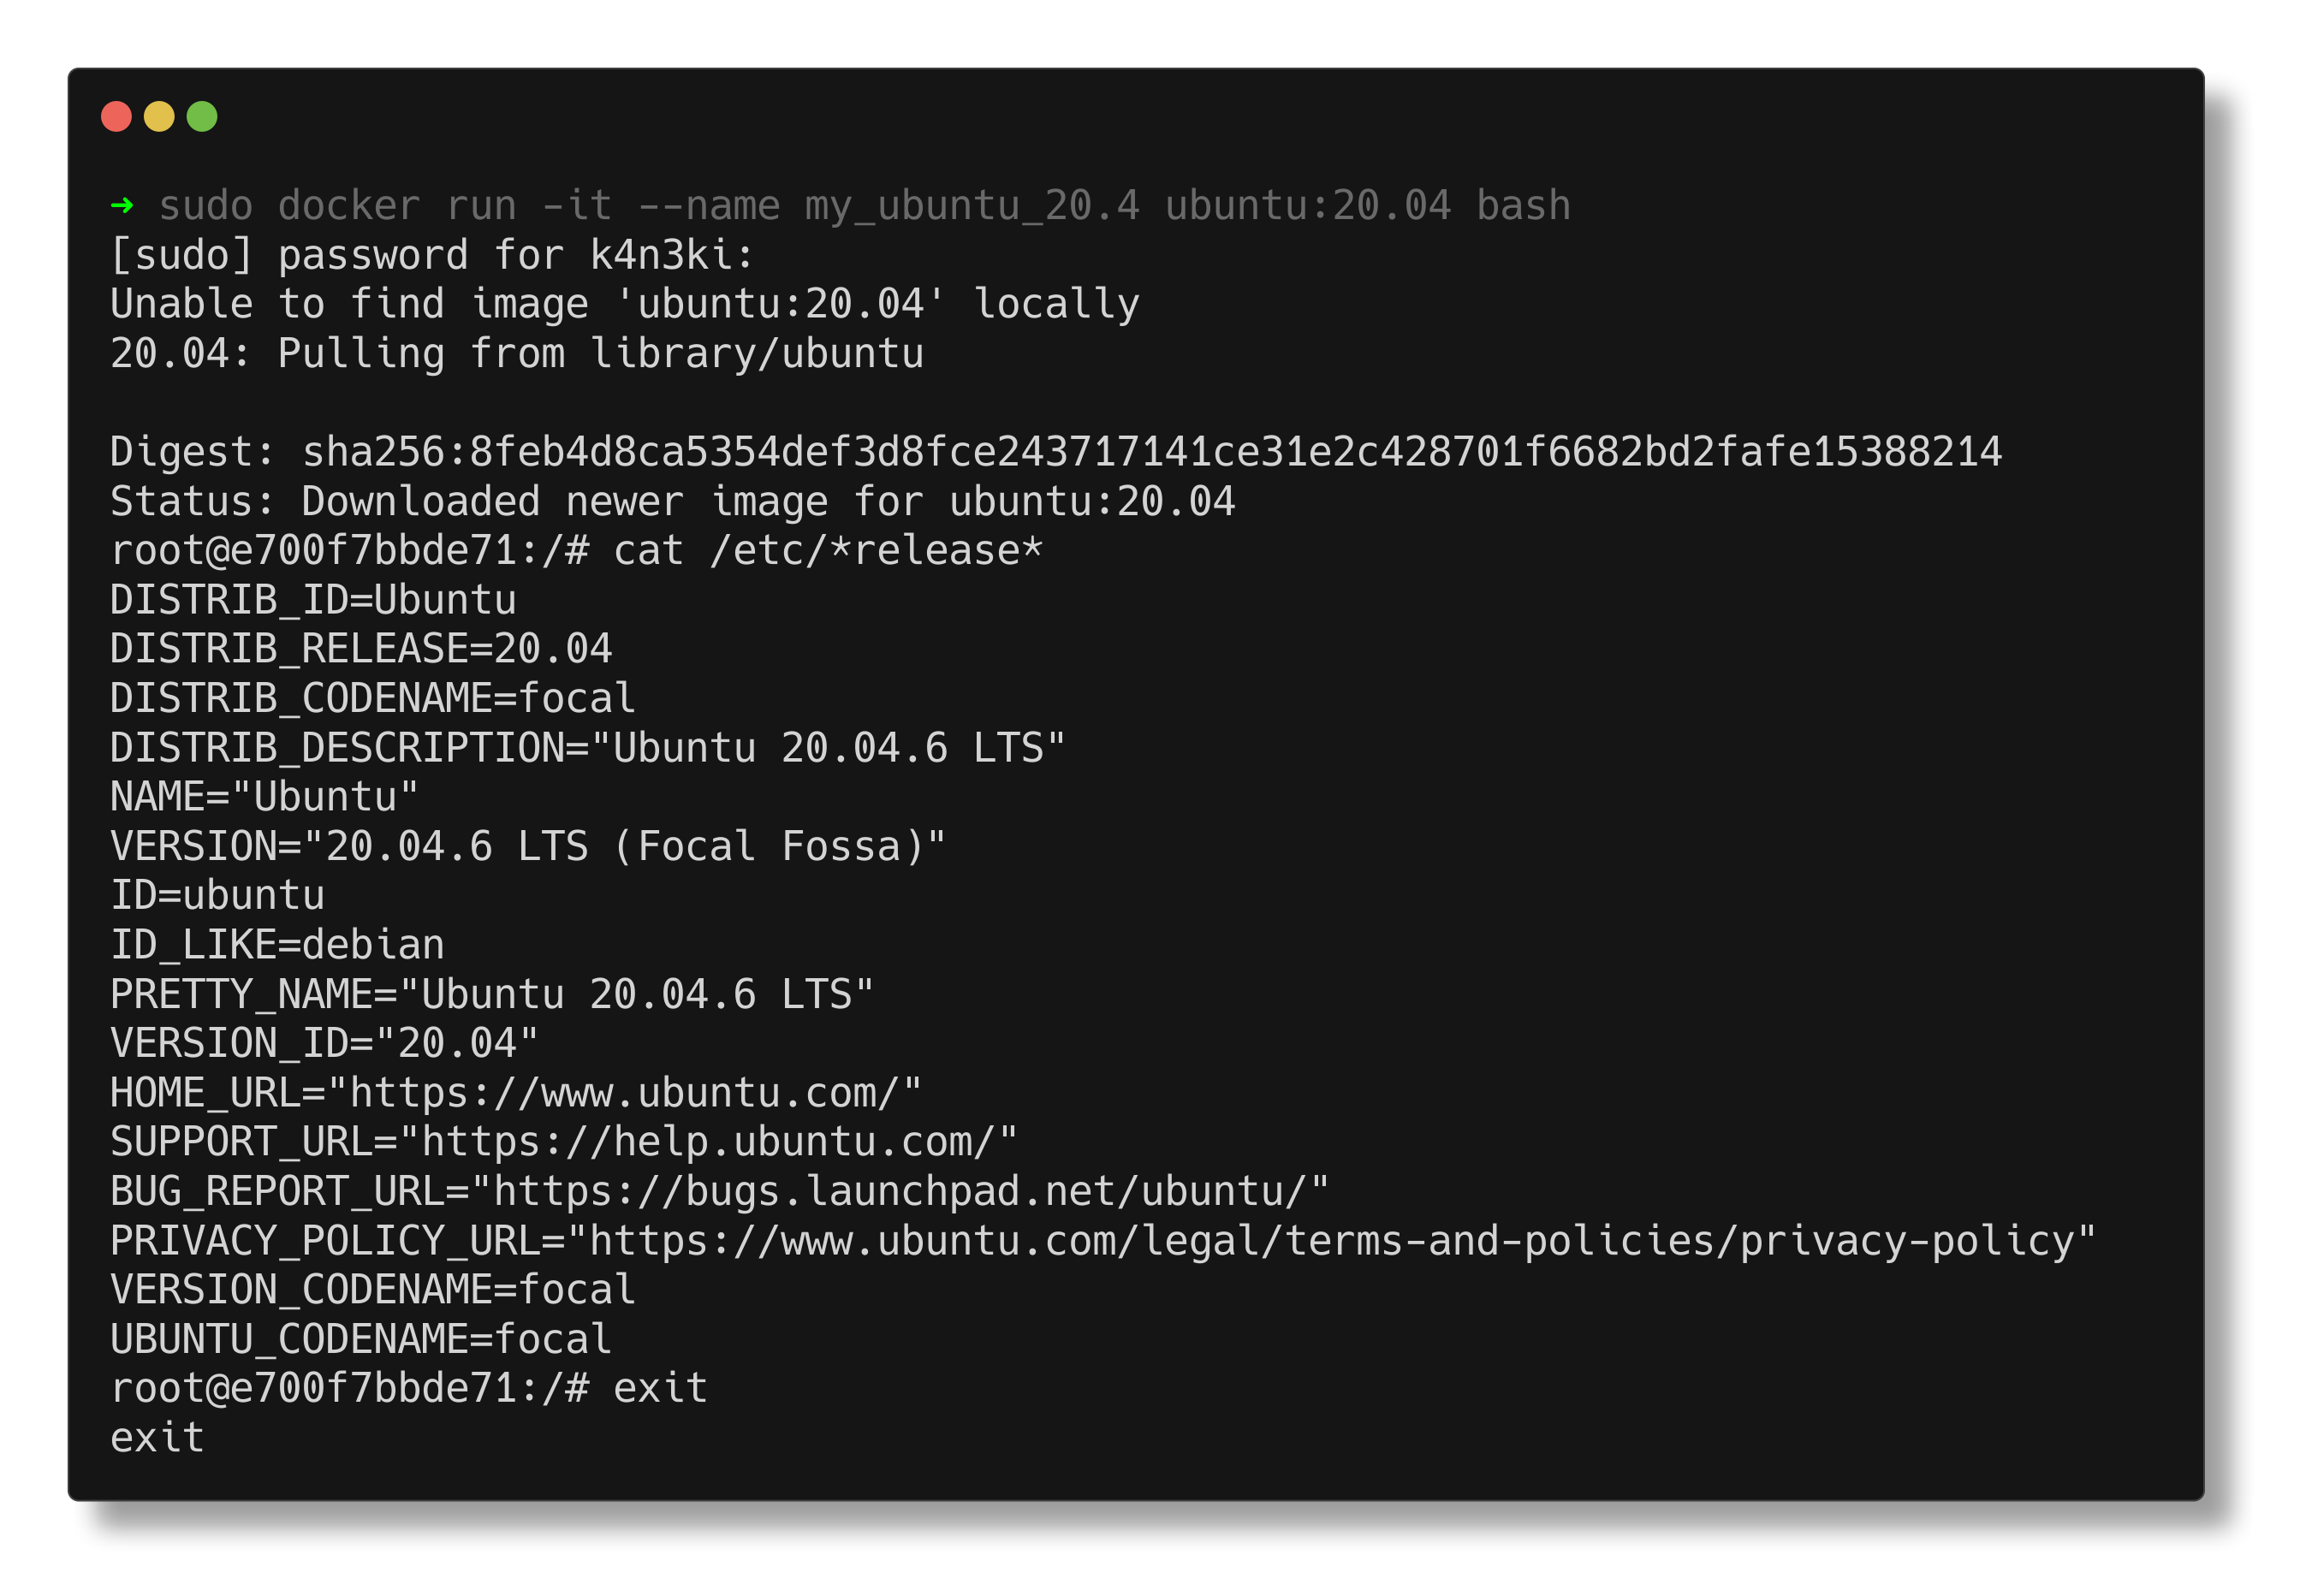 ➜ sudo docker run -it --name my_ubuntu_20.4 ubuntu:20.04 bash
[sudo] password for k4n3ki:
Unable to find image 'ubuntu:20.04' locally
20.04: Pulling from library/ubuntu

Digest: sha256:8feb4d8ca5354def3d8fce243717141ce31e2c428701f6682bd2fafe15388214
Status: Downloaded newer image for ubuntu:20.04
root@e700f7bbde71:/# cat /etc/*release*
DISTRIB_ID=Ubuntu
DISTRIB_RELEASE=20.04
DISTRIB_CODENAME=focal
DISTRIB_DESCRIPTION="Ubuntu 20.04.6 LTS"
NAME="Ubuntu"
VERSION="20.04.6 LTS (Focal Fossa)"
ID=ubuntu
ID_LIKE=debian
PRETTY_NAME="Ubuntu 20.04.6 LTS"
VERSION_ID="20.04"
HOME_URL="https://www.ubuntu.com/"
SUPPORT_URL="https://help.ubuntu.com/"
BUG_REPORT_URL="https://bugs.launchpad.net/ubuntu/"
PRIVACY_POLICY_URL="https://www.ubuntu.com/legal/terms-and-policies/privacy-policy"
VERSION_CODENAME=focal
UBUNTU_CODENAME=focal
root@e700f7bbde71:/# exit
exit